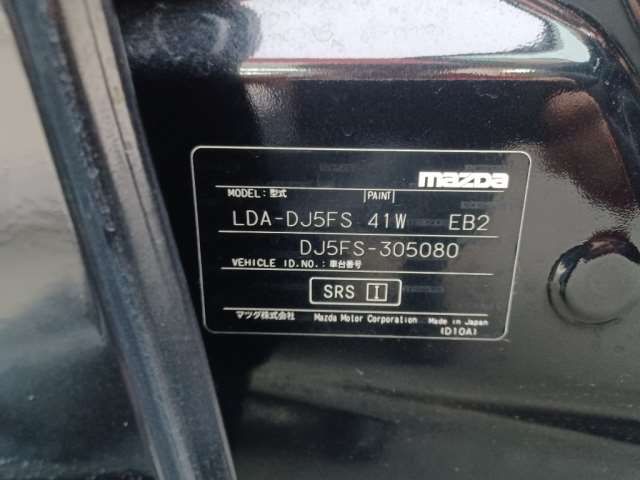 mazda
MODEL: 型式 PAINT
LDA-DJ5FS 41W EB2
DJ5FS-305080
VEHICLE ID.NO.: 車台番号
SRS I
マツダ株式会社 Mazda Motor Corporation Made in Japan
(D10A)